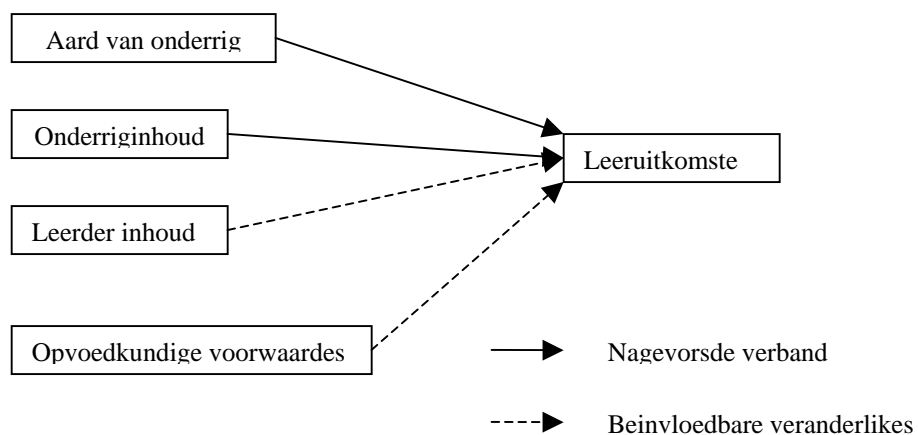 Aard van onderrig
Onderriginhoud
Leeruitkomste
Leerder inhoud
Opvoedkundige voorwaardes
Nagevorsde verband
Beinvloedbare veranderlikes